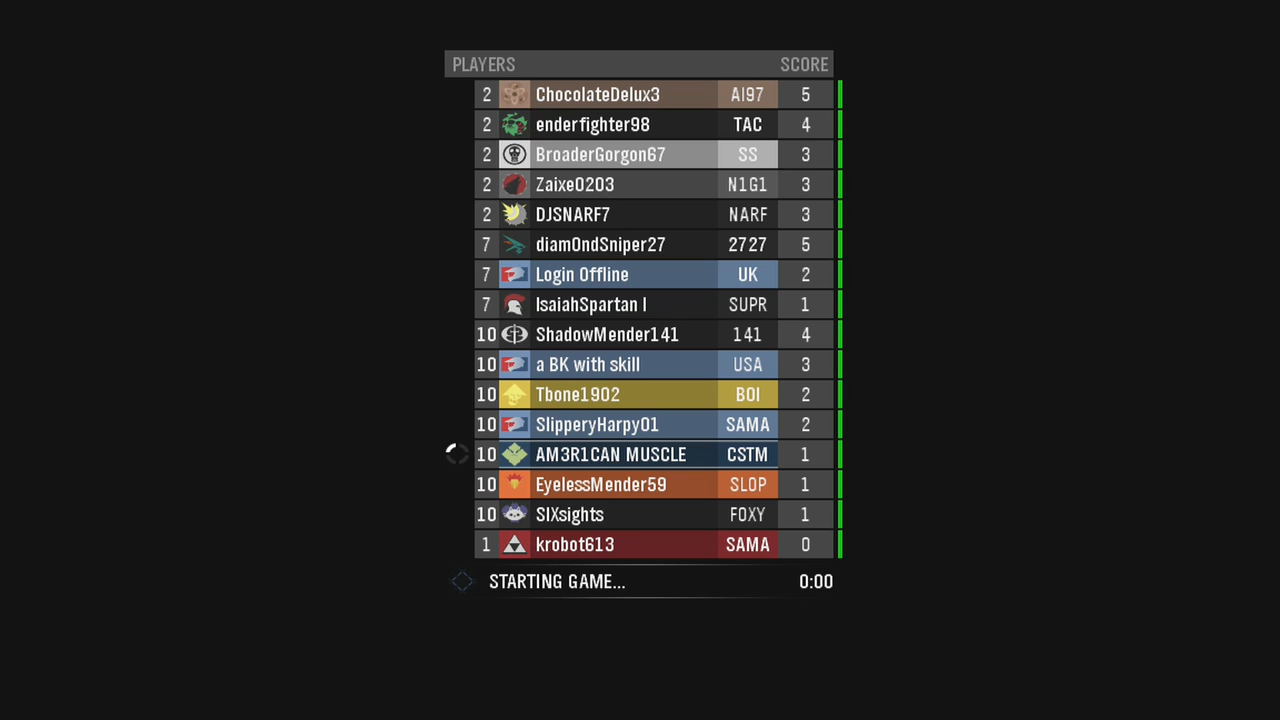 PLAYERS SCORE
2 ChocolateDelux3 AI97 5
2 enderfighter98 TAC 4
2 BroaderGorgon67 SS 3
2 Zaixe0203 N1G1 3
2 DJSNARF7 NARF 3
7 diam0ndSniper27 2727 5
7 Login Offline UK 2
7 IsaiahSpartan I SUPR 1
10 ShadowMender141 141 4
10 a BK with skill USA 3
10 Tbone1902 BOI 2
10 SlipperyHarpy01 SAMA 2
10 AM3R1CAN MUSCLE CSTM 1
10 EyelessMender59 SLOP 1
10 SIXsights FOXY 1
1 krobot613 SAMA 0
STARTING GAME... 0:00